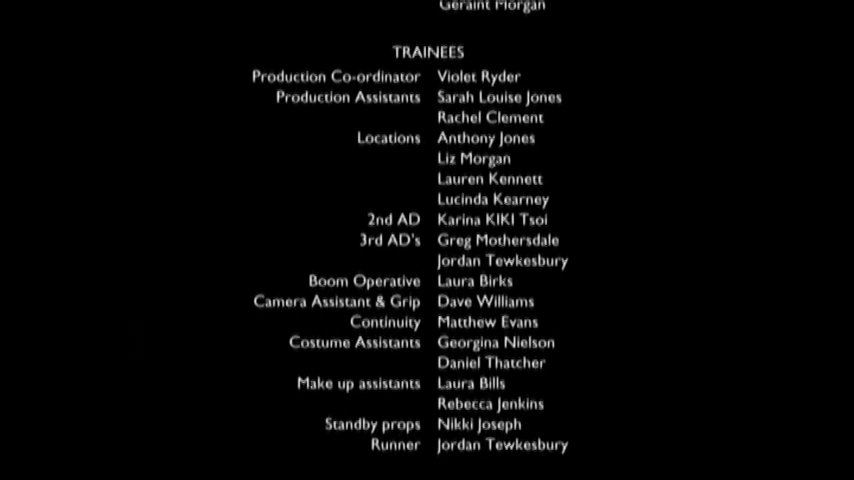 Geraint Morgan
TRAINEES
Production Co-ordinator Violet Ryder
Production Assistants Sarah Louise Jones
Rachel Clement
Locations Anthony Jones
Liz Morgan
Lauren Kennett
Lucinda Kearney
2nd AD Karina KIKI Tsoi
3rd AD's Greg Mothersdale
Jordan Tewkesbury
Boom Operative Laura Birks
Camera Assistant & Grip Dave Williams
Continuity Matthew Evans
Costume Assistants Georgina Nielson
Daniel Thatcher
Make up assistants Laura Bills
Rebecca Jenkins
Standby props Nikki Joseph
Runner Jordan Tewkesbury